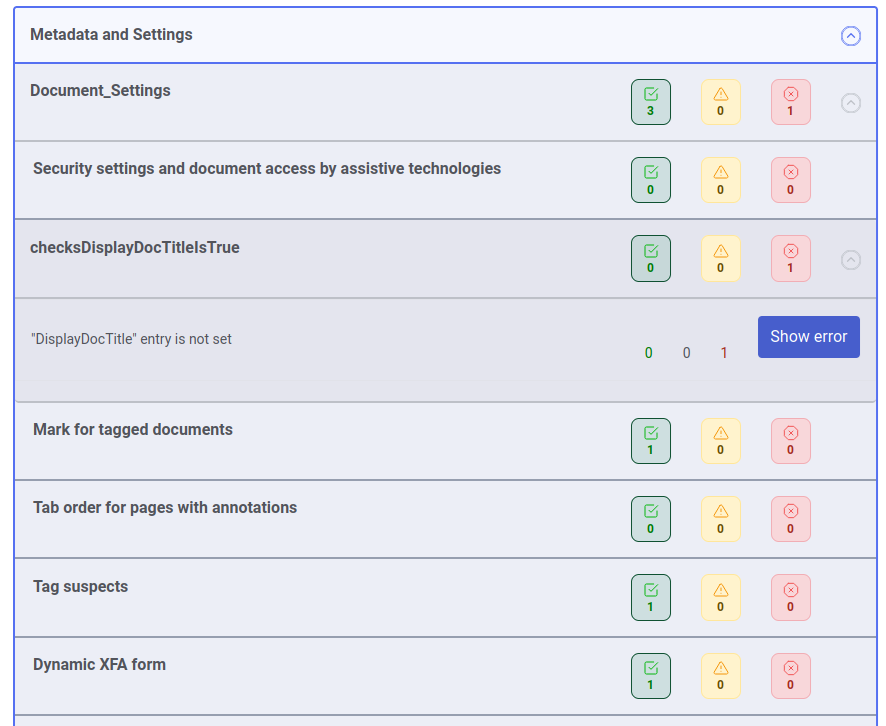 Metadata and Settings
Document_Settings
3 0 1
Security settings and document access by assistive technologies
0 0 0
checksDisplayDocTitleIsTrue
0 0 1
"DisplayDocTitle" entry is not set
0 0 1 Show error
Mark for tagged documents
1 0 0
Tab order for pages with annotations
0 0 0
Tag suspects
1 0 0
Dynamic XFA form
1 0 0